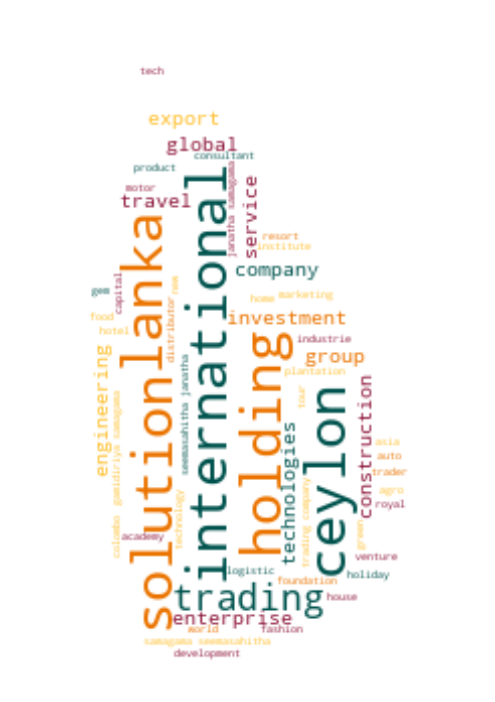 tech
export
global
consultant
product
motor
travel
janatha samagama
service
international
solution
lanka
resort
institute
company
gem
capital
new
home
marketing
food
investment
distributor
hotel
industrie
holding
group
engineering
seemasahitha janatha
plantation
construction
ceylon
tour
gamidiriya samagama
technologies
asia
auto
trader
trading company
agro
technology
royal
colombo
green
academy
venture
logistic
holiday
foundation
trading
house
enterprise
world
fashion
samagama seemasahitha
development